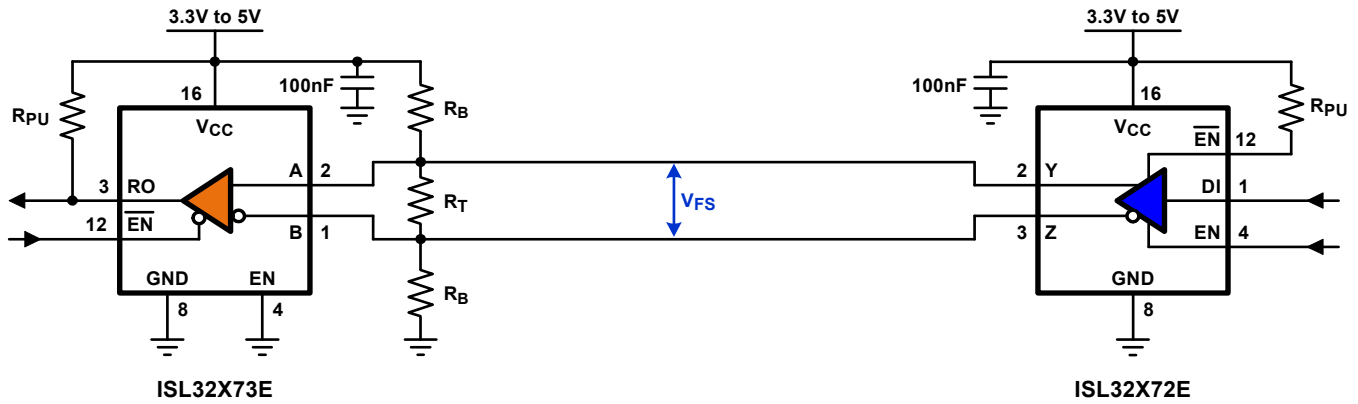 3.3V to 5V
3.3V to 5V
100nF
100nF
16
16
RPU
RB
RPU
VCC
VCC
EN
12
A
2
2
Y
3
RO
RT
VFS
DI
1
12
EN
B
1
3
Z
EN
4
GND
EN
RB
GND
8
4
8
ISL32X73E
ISL32X72E